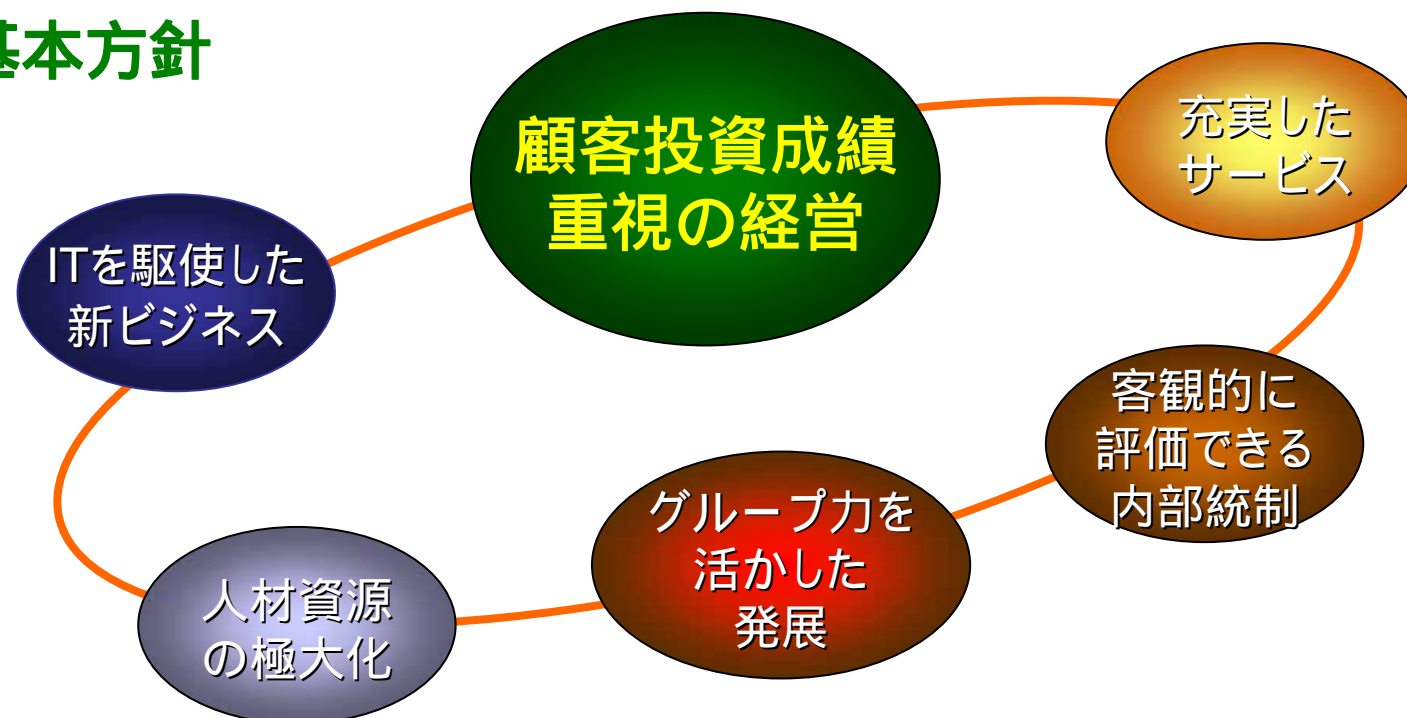 基本方針
顧客投資成績
重視の経営
充実した
サービス
ITを駆使した
新ビジネス
客観的に
評価できる
内部統制
グループ力を
活かした
発展
人材資源
の極大化